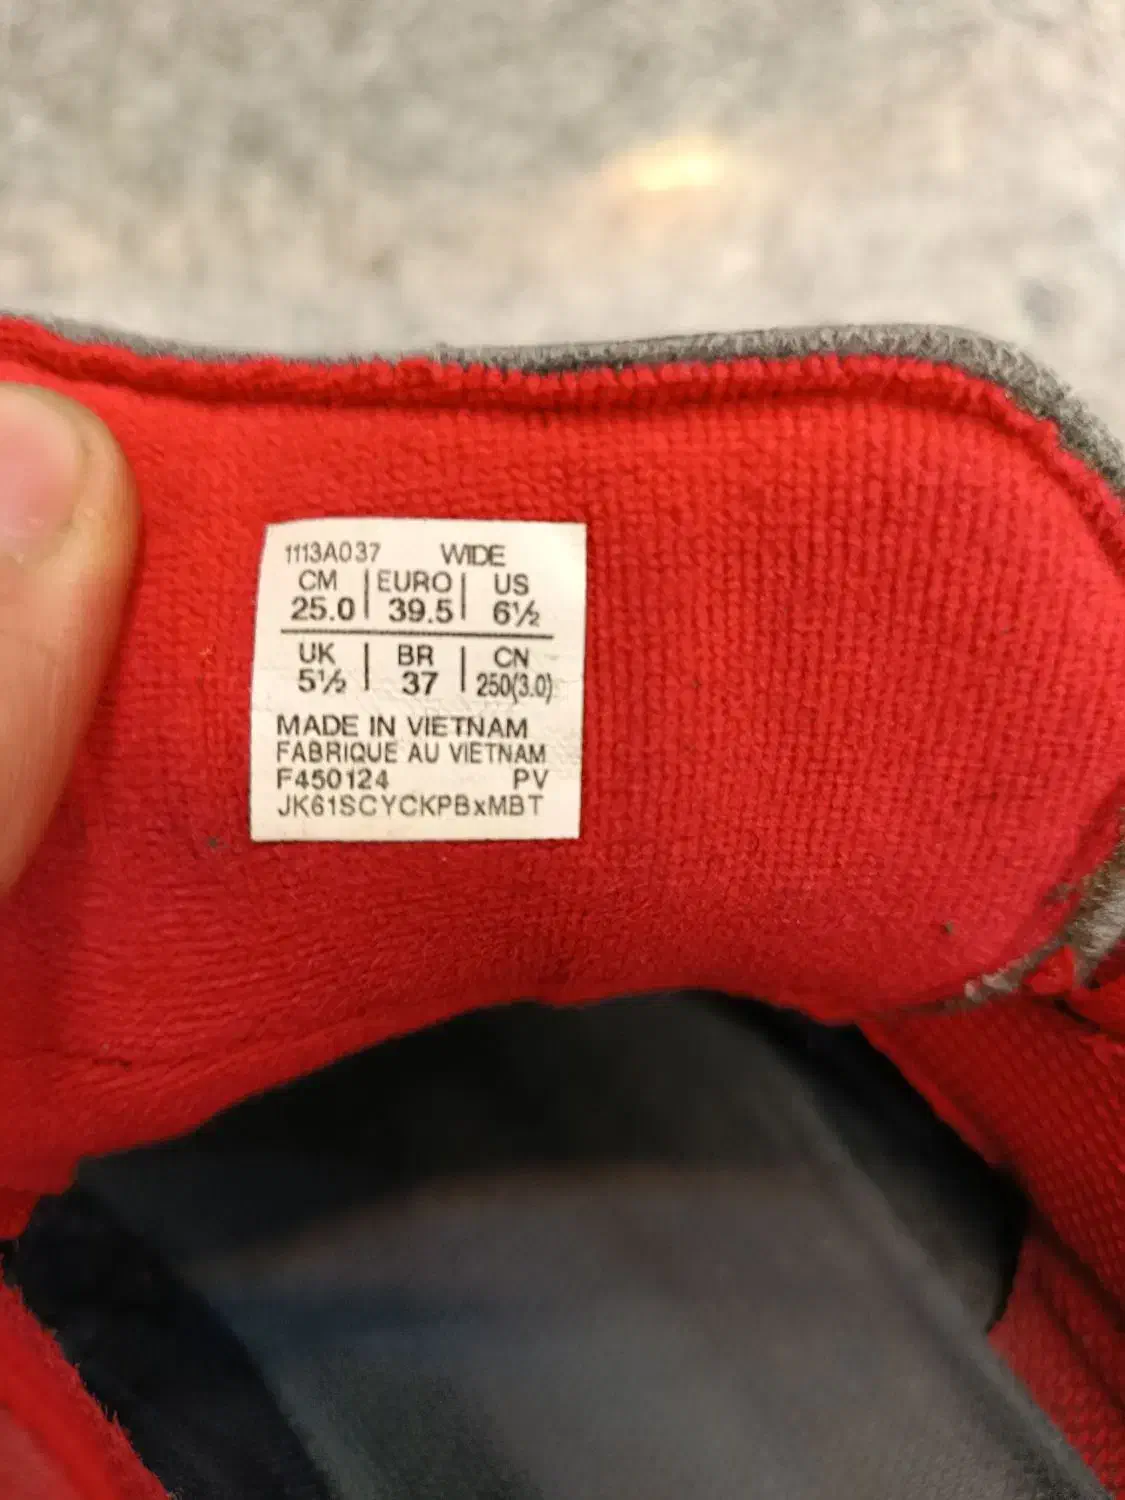 1113A037 WIDE
CM | EURO | US
25.0 | 39.5 | 6½
UK | BR | CN
5½ | 37 | 250(3.0)
MADE IN VIETNAM
FABRIQUE AU VIETNAM
F450124 PV
JK61SCYCKPBxMBT